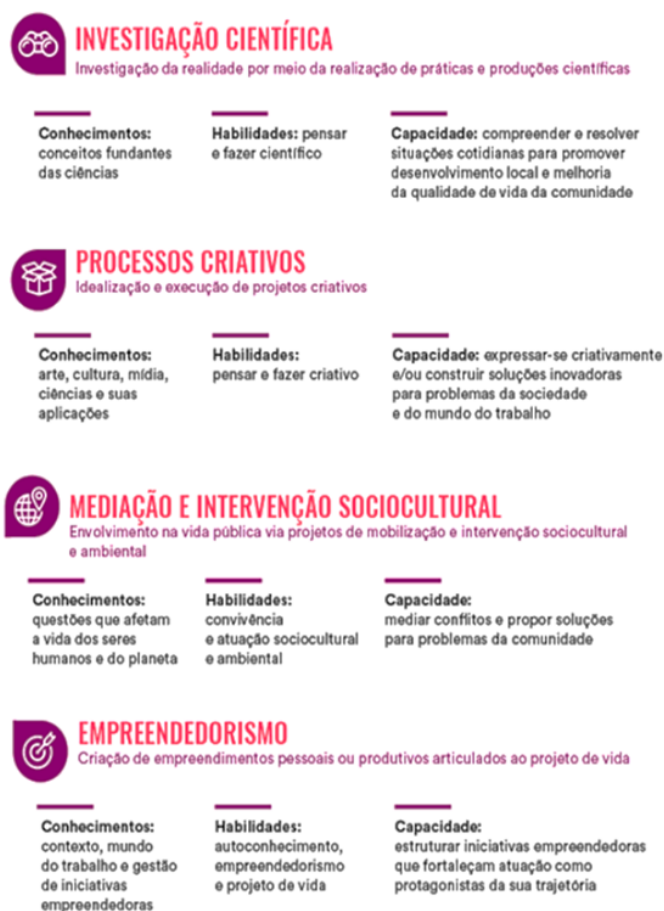 INVESTIGAÇÃO CIENTÍFICA
Investigação da realidade por meio da realização de práticas e produções científicas
Conhecimentos:
conceitos fundantes
das ciências
Habilidades: pensar
e fazer científico
Capacidade: compreender e resolver
situações cotidianas para promover
desenvolvimento local e melhoria
da qualidade de vida da comunidade
PROCESSOS CRIATIVOS
Idealização e execução de projetos criativos
Conhecimentos:
arte, cultura, mídia,
ciências e suas
aplicações
Habilidades:
pensar e fazer criativo
Capacidade: expressar-se criativamente
e/ou construir soluções inovadoras
para problemas da sociedade
e do mundo do trabalho
MEDIAÇÃO E INTERVENÇÃO SOCIOCULTURAL
Envolvimento na vida pública via projetos de mobilização e intervenção sociocultural
e ambiental
Conhecimentos:
questões que afetam
a vida dos seres
humanos e do planeta
Habilidades:
convivência
e atuação sociocultural
e ambiental
Capacidade:
mediar conflitos e propor soluções
para problemas da comunidade
EMPREENDEDORISMO
Criação de empreendimentos pessoais ou produtivos articulados ao projeto de vida
Conhecimentos:
contexto, mundo
do trabalho e gestão
de iniciativas
empreendedoras
Habilidades:
autoconhecimento,
empreendedorismo
e projeto de vida
Capacidade:
estruturar iniciativas empreendedoras
que fortaleçam atuação como
protagonistas da sua trajetória